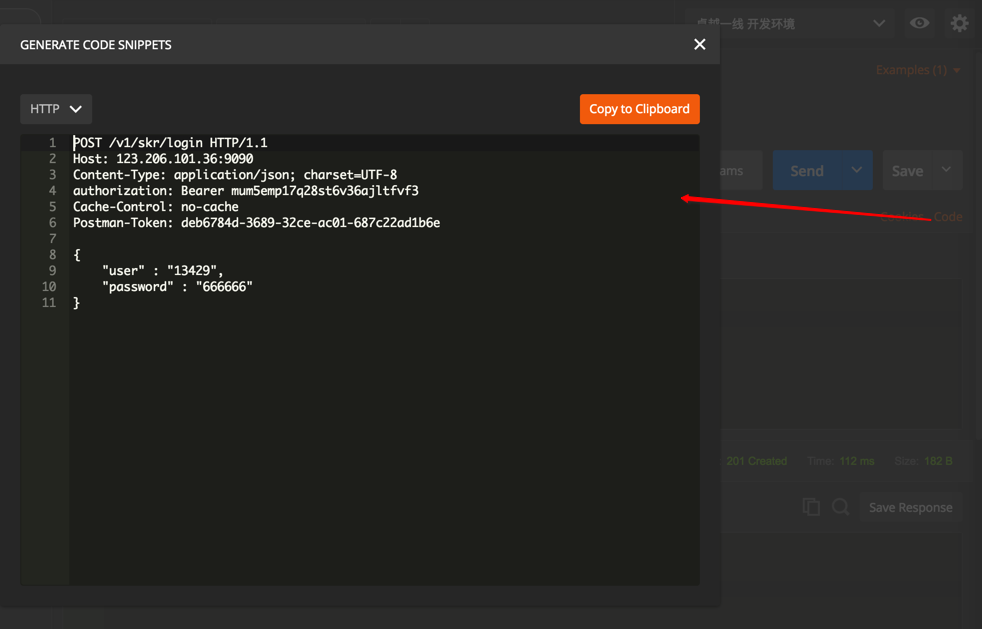 一线 开发环境
GENERATE CODE SNIPPETS
Examples (1)
HTTP
Copy to Clipboard
ams
Send
Save
Cookies
Code
1 POST /v1/skr/login HTTP/1.1
2 Host: 123.206.101.36:9090
3 Content-Type: application/json; charset=UTF-8
4 authorization: Bearer mum5emp17q28st6v36ajltfvf3
5 Cache-Control: no-cache
6 Postman-Token: deb6784d-3689-32ce-ac01-687c22ad1b6e
7
8 {
9 "user" : "13429",
10 "password" : "666666"
11 }
201 Created Time: 112 ms Size: 182 B
Save Response